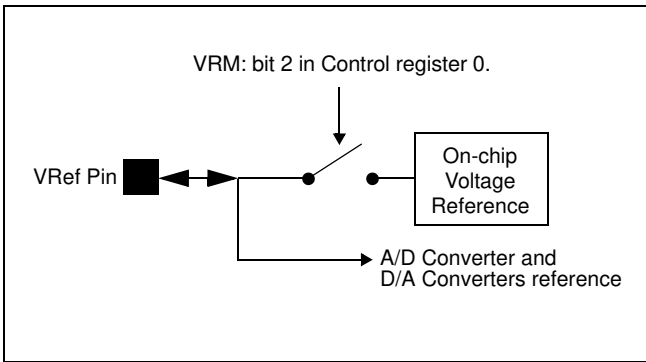 VRM: bit 2 in Control register 0.
VRef Pin
On-chip
Voltage
Reference
A/D Converter and
D/A Converters reference